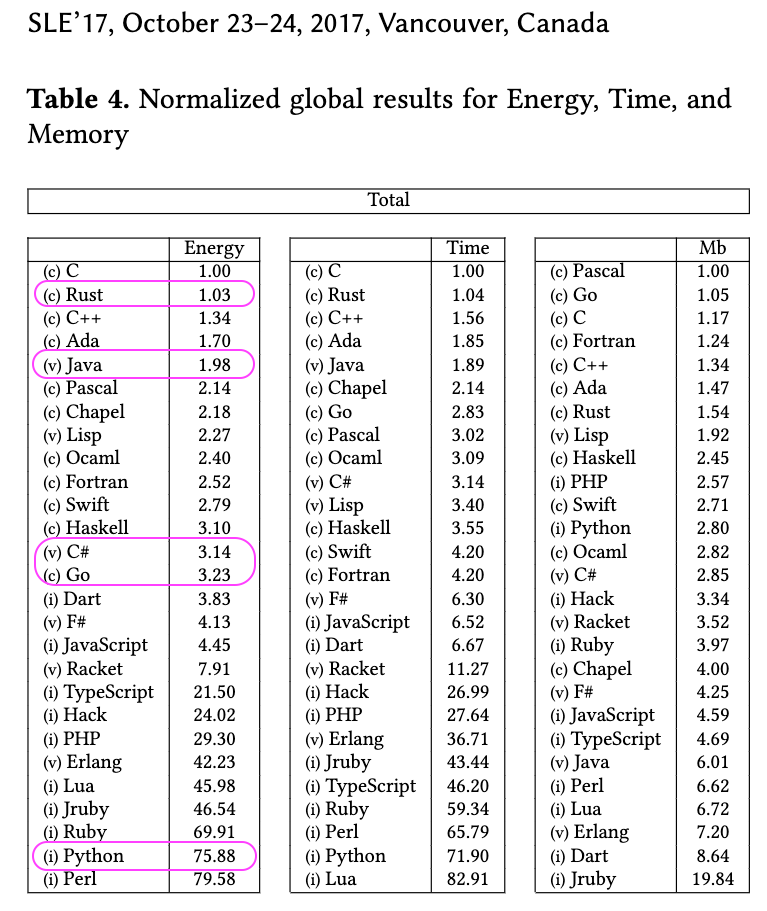 SLE’17, October 23–24, 2017, Vancouver, Canada
Table 4. Normalized global results for Energy, Time, and
Memory
Total
Energy
(c) C 1.00
(c) Rust 1.03
(c) C++ 1.34
(c) Ada 1.70
(v) Java 1.98
(c) Pascal 2.14
(c) Chapel 2.18
(v) Lisp 2.27
(c) Ocaml 2.40
(c) Fortran 2.52
(c) Swift 2.79
(c) Haskell 3.10
(v) C# 3.14
(c) Go 3.23
(i) Dart 3.83
(v) F# 4.13
(i) JavaScript 4.45
(v) Racket 7.91
(i) TypeScript 21.50
(i) Hack 24.02
(i) PHP 29.30
(v) Erlang 42.23
(i) Lua 45.98
(i) Jruby 46.54
(i) Ruby 69.91
(i) Python 75.88
(i) Perl 79.58
Time
(c) C 1.00
(c) Rust 1.04
(c) C++ 1.56
(c) Ada 1.85
(v) Java 1.89
(c) Chapel 2.14
(c) Go 2.83
(c) Pascal 3.02
(c) Ocaml 3.09
(v) C# 3.14
(v) Lisp 3.40
(c) Haskell 3.55
(c) Swift 4.20
(c) Fortran 4.20
(v) F# 6.30
(i) JavaScript 6.52
(i) Dart 6.67
(v) Racket 11.27
(i) Hack 26.99
(i) PHP 27.64
(v) Erlang 36.71
(i) Jruby 43.44
(i) TypeScript 46.20
(i) Ruby 59.34
(i) Perl 65.79
(i) Python 71.90
(i) Lua 82.91
Mb
(c) Pascal 1.00
(c) Go 1.05
(c) C 1.17
(c) Fortran 1.24
(c) C++ 1.34
(c) Ada 1.47
(c) Rust 1.54
(v) Lisp 1.92
(c) Haskell 2.45
(i) PHP 2.57
(c) Swift 2.71
(i) Python 2.80
(c) Ocaml 2.82
(v) C# 2.85
(i) Hack 3.34
(v) Racket 3.52
(i) Ruby 3.97
(c) Chapel 4.00
(v) F# 4.25
(i) JavaScript 4.59
(i) TypeScript 4.69
(v) Java 6.01
(i) Perl 6.62
(i) Lua 6.72
(v) Erlang 7.20
(i) Dart 8.64
(i) Jruby 19.84